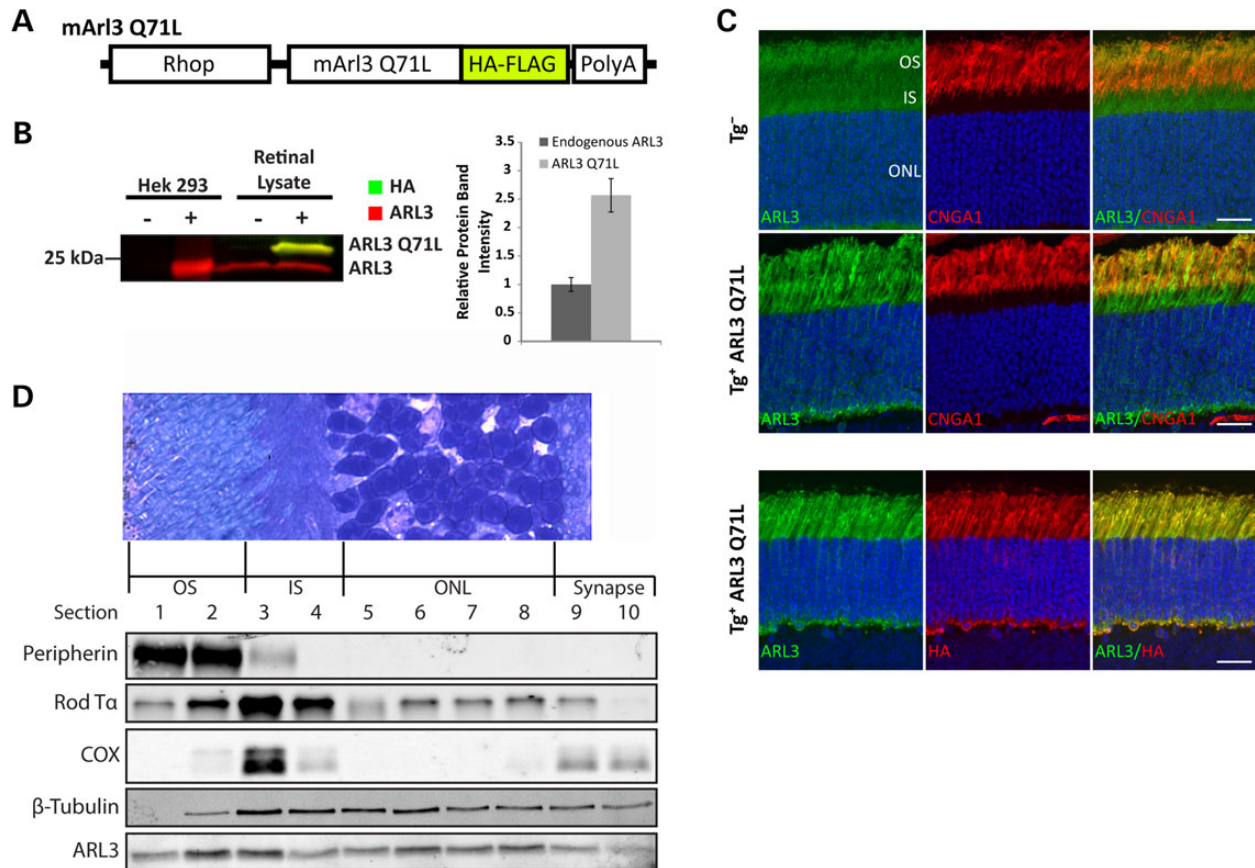 A
mArl3 Q71L
Rhop
mArl3 Q71L
HA-FLAG
PolyA
B
Hek 293
Retinal
Lysate
- + - +
25 kDa
HA
ARL3
ARL3 Q71L
ARL3
Relative Protein Band
Intensity
3.5
3
2.5
2
1.5
1
0.5
0
Endogenous ARL3
ARL3 Q71L
C
Tg⁻
OS
IS
ONL
ARL3
CNGA1
ARL3/CNGA1
Tg⁺ ARL3 Q71L
ARL3
CNGA1
ARL3/CNGA1
Tg⁺ ARL3 Q71L
ARL3
HA
ARL3/HA
D
OS IS ONL Synapse
Section 1 2 3 4 5 6 7 8 9 10
Peripherin
Rod Tα
COX
β-Tubulin
ARL3